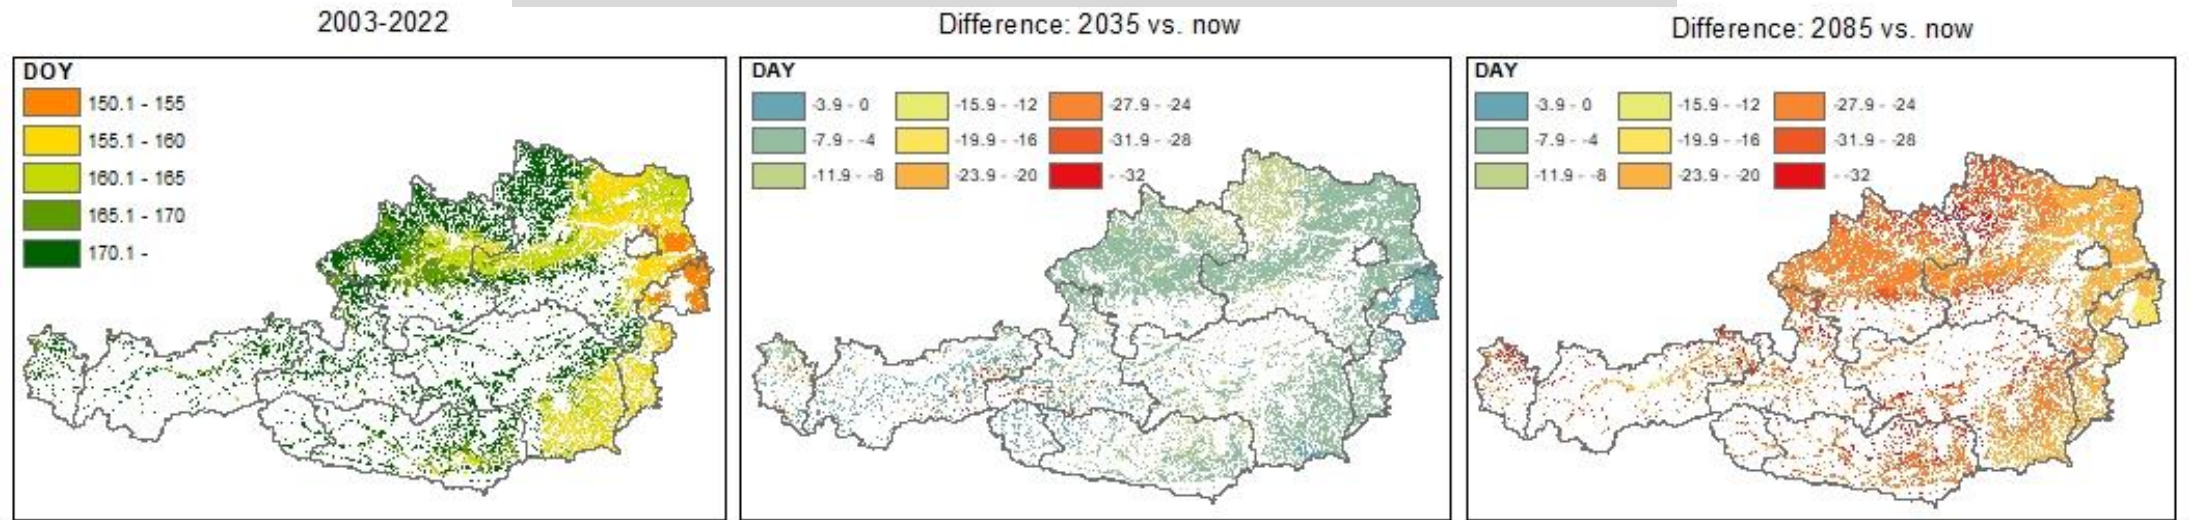 2003-2022
DOY
150.1 - 155
155.1 - 160
160.1 - 165
165.1 - 170
170.1 -
Difference: 2035 vs. now
DAY
-3.9 - 0
-7.9 - -4
-11.9 - -8
-15.9 - -12
-19.9 - -16
-23.9 - -20
-27.9 - -24
-31.9 - -28
- -32
Difference: 2085 vs. now
DAY
-3.9 - 0
-7.9 - -4
-11.9 - -8
-15.9 - -12
-19.9 - -16
-23.9 - -20
-27.9 - -24
-31.9 - -28
- -32